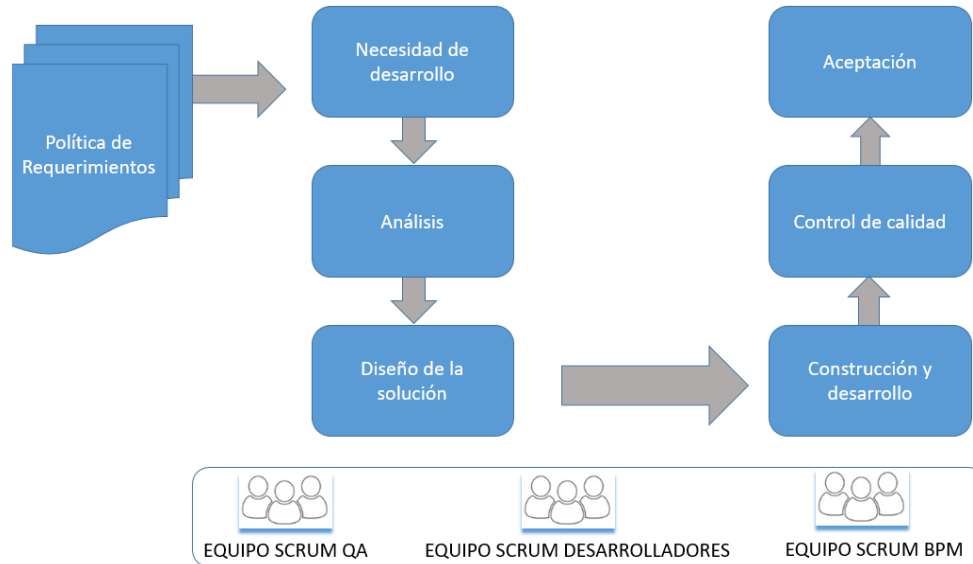 Política de
Requerimientos
Necesidad de
desarrollo
Análisis
Diseño de la
solución
Construcción y
desarrollo
Control de calidad
Aceptación
EQUIPO SCRUM QA
EQUIPO SCRUM DESARROLLADORES
EQUIPO SCRUM BPM